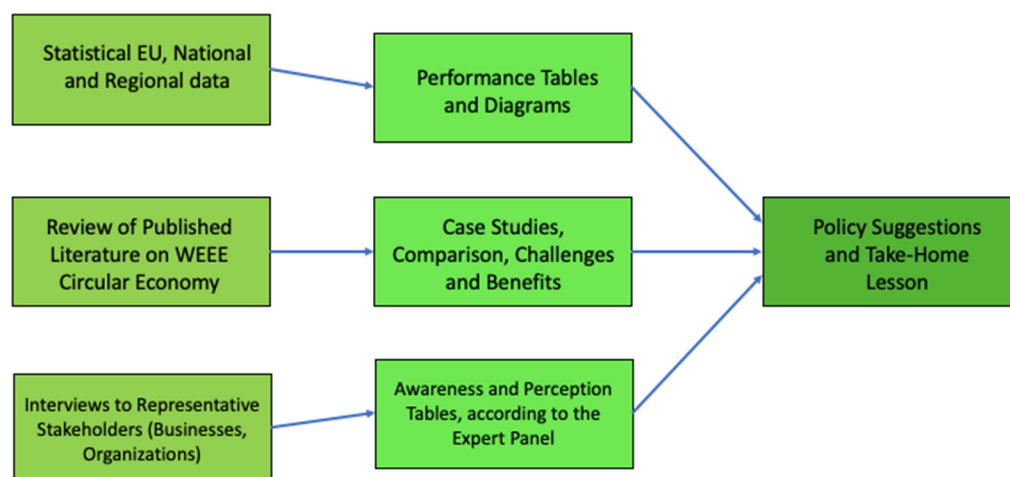 Statistical EU, National
and Regional data
Performance Tables
and Diagrams
Review of Published
Literature on WEEE
Circular Economy
Case Studies,
Comparison, Challenges
and Benefits
Policy Suggestions
and Take-Home
Lesson
Interviews to Representative
Stakeholders (Businesses,
Organizations)
Awareness and Perception
Tables, according to the
Expert Panel